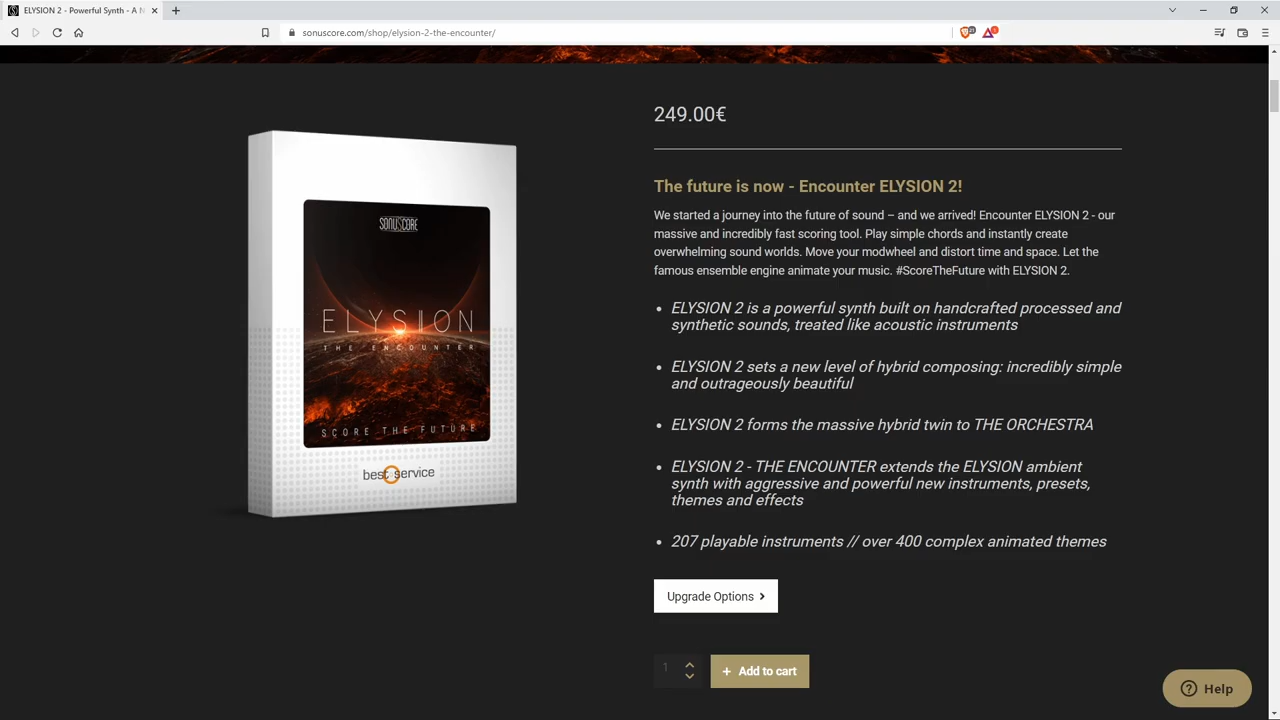 ELYSION 2 - Powerful Synth - A N
sonuscore.com/shop/elysion-2-the-encounter/
249.00€
The future is now - Encounter ELYSION 2!
We started a journey into the future of sound – and we arrived! Encounter ELYSION 2 - our
massive and incredibly fast scoring tool. Play simple chords and instantly create
overwhelming sound worlds. Move your modwheel and distort time and space. Let the
famous ensemble engine animate your music. #ScoreTheFuture with ELYSION 2.
• ELYSION 2 is a powerful synth built on handcrafted processed and
synthetic sounds, treated like acoustic instruments
• ELYSION 2 sets a new level of hybrid composing: incredibly simple
and outrageously beautiful
• ELYSION 2 forms the massive hybrid twin to THE ORCHESTRA
• ELYSION 2 - THE ENCOUNTER extends the ELYSION ambient
synth with aggressive and powerful new instruments, presets,
themes and effects
• 207 playable instruments // over 400 complex animated themes
Upgrade Options
1
+ Add to cart
Help
SONUSCORE
ELYSION
THE ENCOUNTER
SCORE THE FUTURE
best service